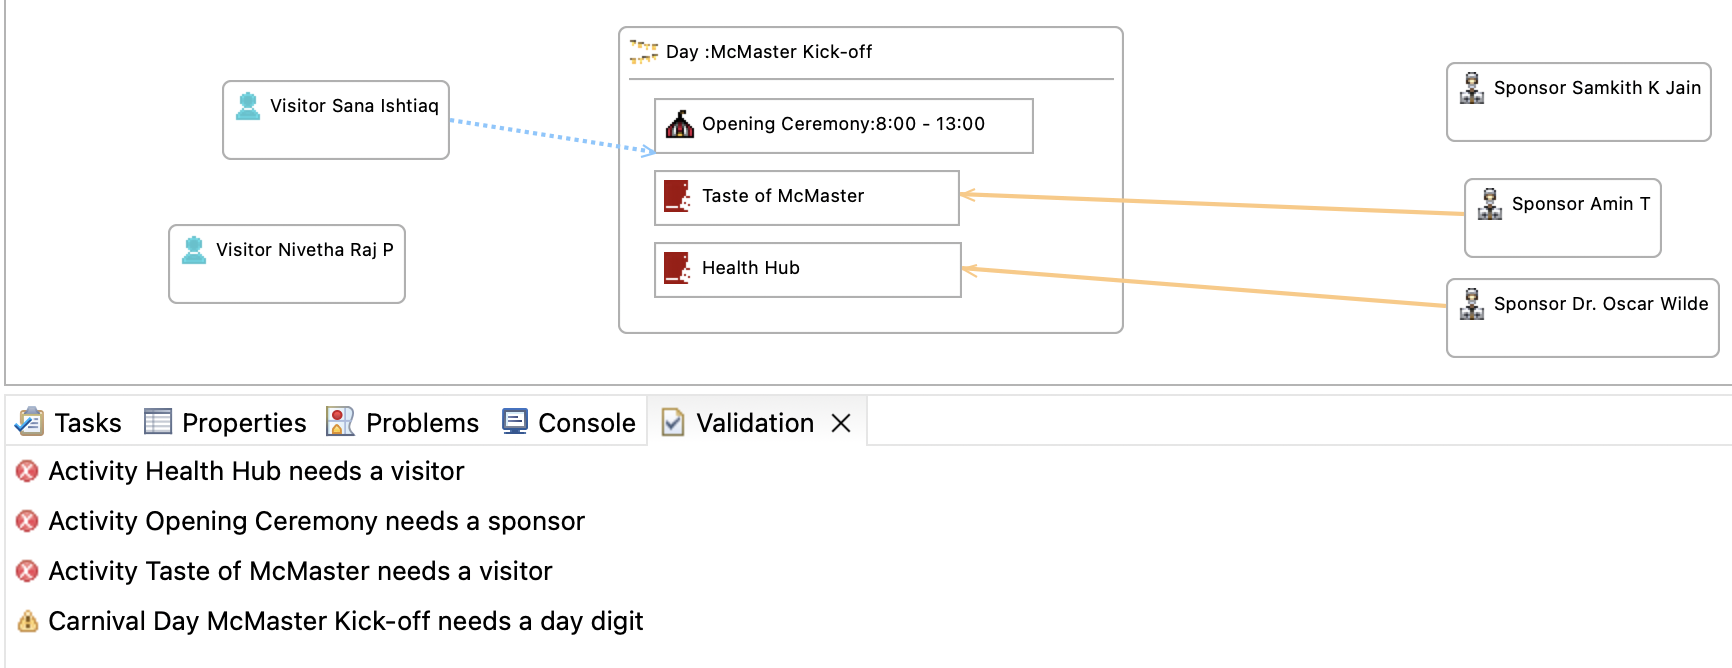 Day :McMaster Kick-off
Visitor Sana Ishtiaq
Opening Ceremony:8:00 - 13:00
Taste of McMaster
Visitor Nivetha Raj P
Health Hub
Sponsor Samkith K Jain
Sponsor Amin T
Sponsor Dr. Oscar Wilde
Tasks Properties Problems Console Validation
Activity Health Hub needs a visitor
Activity Opening Ceremony needs a sponsor
Activity Taste of McMaster needs a visitor
Carnival Day McMaster Kick-off needs a day digit